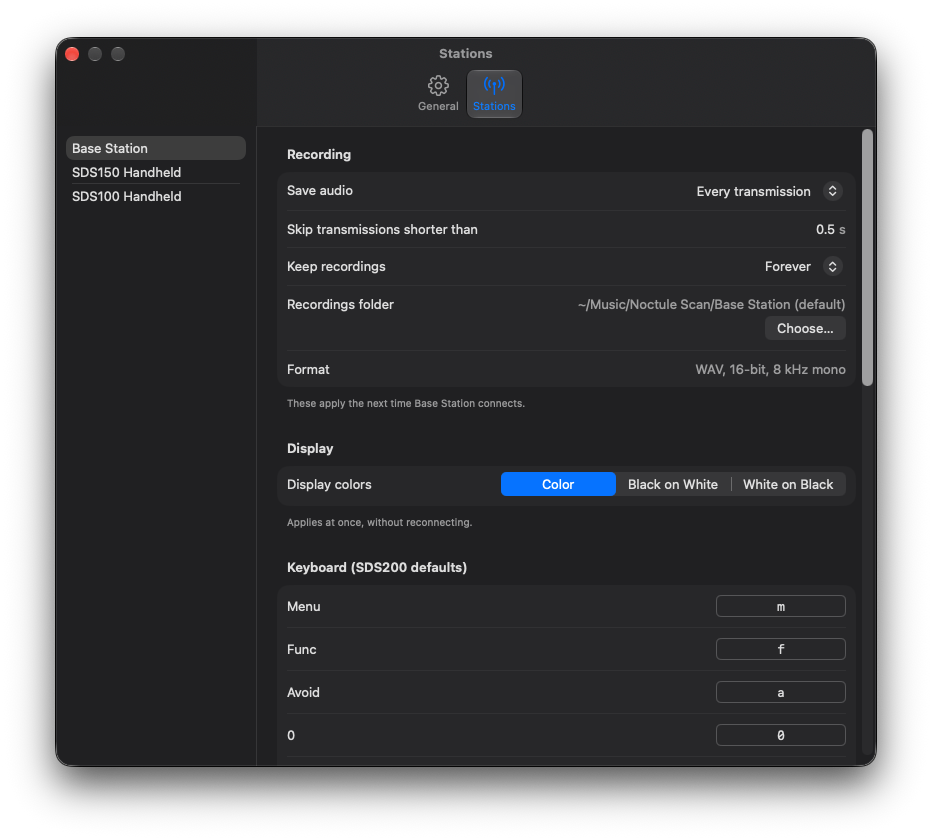 Stations
General
Stations
Base Station
SDS150 Handheld
SDS100 Handheld
Recording
Save audio Every transmission
Skip transmissions shorter than 0.5 s
Keep recordings Forever
Recordings folder ~/Music/Noctule Scan/Base Station (default)
Choose...
Format WAV, 16-bit, 8 kHz mono
These apply the next time Base Station connects.
Display
Display colors Color Black on White White on Black
Applies at once, without reconnecting.
Keyboard (SDS200 defaults)
Menu m
Func f
Avoid a
0 0